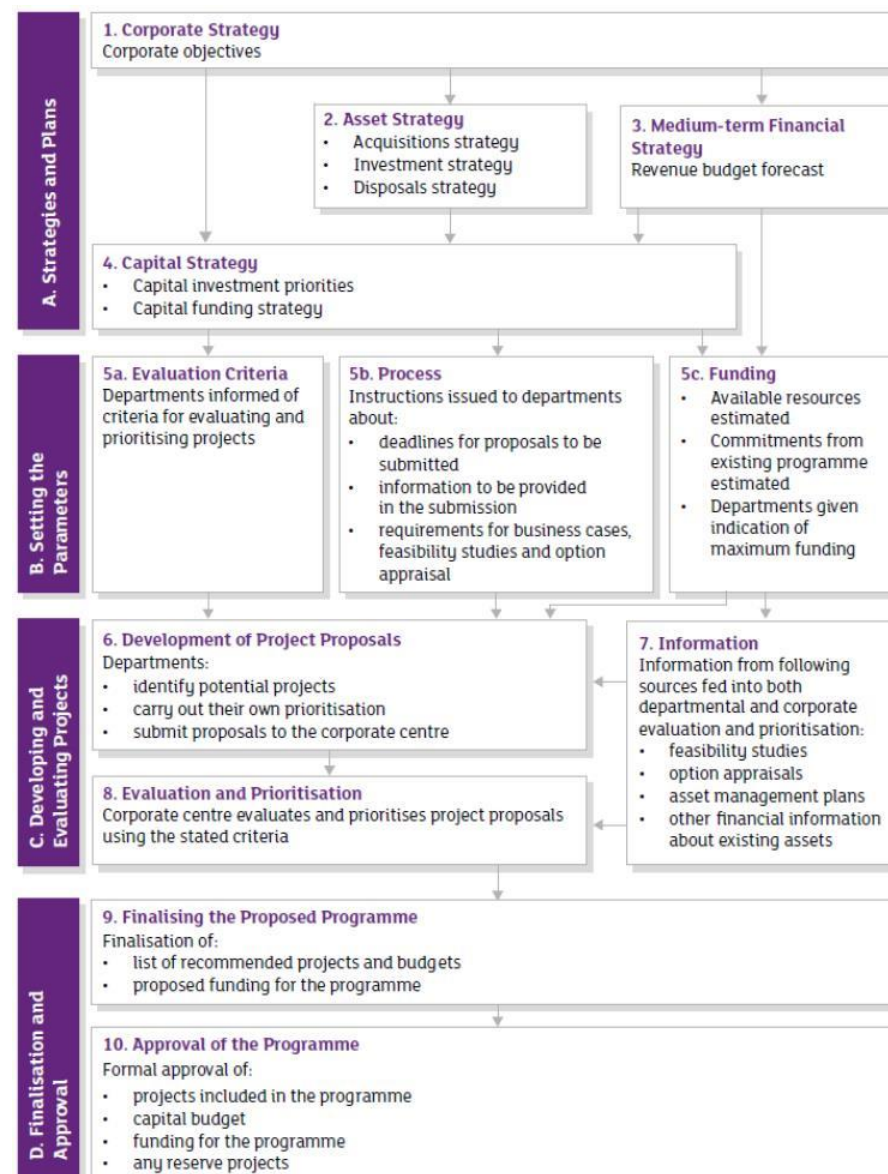 A. Strategies and Plans
1. Corporate Strategy
Corporate objectives
2. Asset Strategy
• Acquisitions strategy
• Investment strategy
• Disposals strategy
3. Medium-term Financial
Strategy
Revenue budget forecast
4. Capital Strategy
• Capital investment priorities
• Capital funding strategy
B. Setting the
Parameters
5a. Evaluation Criteria
Departments informed of
criteria for evaluating and
prioritising projects
5b. Process
Instructions issued to departments
about:
• deadlines for proposals to be
submitted
• information to be provided
in the submission
• requirements for business cases,
feasibility studies and option
appraisal
5c. Funding
• Available resources
estimated
• Commitments from
existing programme
estimated
• Departments given
indication of
maximum funding
C. Developing and
Evaluating Projects
6. Development of Project Proposals
Departments:
• identify potential projects
• carry out their own prioritisation
• submit proposals to the corporate centre
7. Information
Information from following
sources fed into both
departmental and corporate
evaluation and prioritisation:
• feasibility studies
• option appraisals
• asset management plans
• other financial information
about existing assets
8. Evaluation and Prioritisation
Corporate centre evaluates and prioritises project proposals
using the stated criteria
D. Finalisation and
Approval
9. Finalising the Proposed Programme
Finalisation of:
• list of recommended projects and budgets
• proposed funding for the programme
10. Approval of the Programme
Formal approval of:
• projects included in the programme
• capital budget
• funding for the programme
• any reserve projects